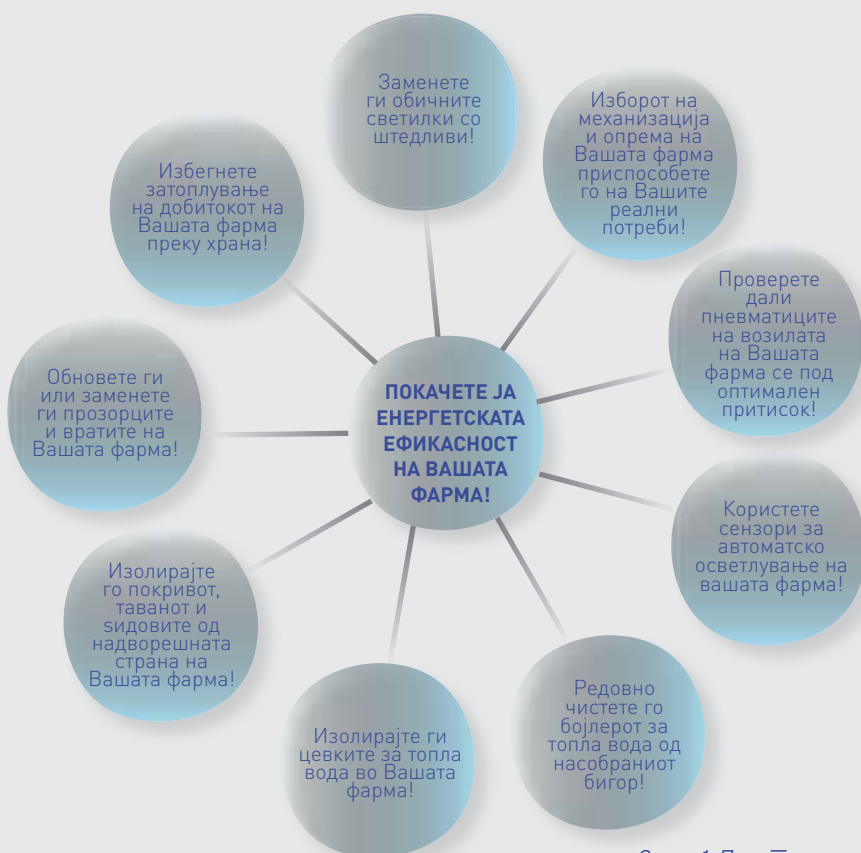 Заменете
ги обичните
светилки со
штедливи!
Изборот на
механизација
и опрема на
Вашата фарма
приспособете
го на Вашите
реални
потреби!
Проверете
дали
пневматиците
на возилата
на Вашата
фарма се под
оптимален
притисок!
Користете
сензори за
автоматско
осветлување на
вашата фарма!
Редовно
чистете го
бојлерот за
топла вода од
насобраниот
бигор!
Изолирајте ги
цевките за топла
вода во Вашата
фарма!
Изолирајте
го покривот,
таванот и
ѕидовите од
надворешната
страна на
Вашата фарма!
Обновете ги
или заменете
ги прозорците
и вратите на
Вашата фарма!
Избегнете
затоплување
на добитокот на
Вашата фарма
преку храна!
ПОКАЧЕТЕ ЈА
ЕНЕРГЕТСКАТА
ЕФИКАСНОСТ
НА ВАШАТА
ФАРМА!